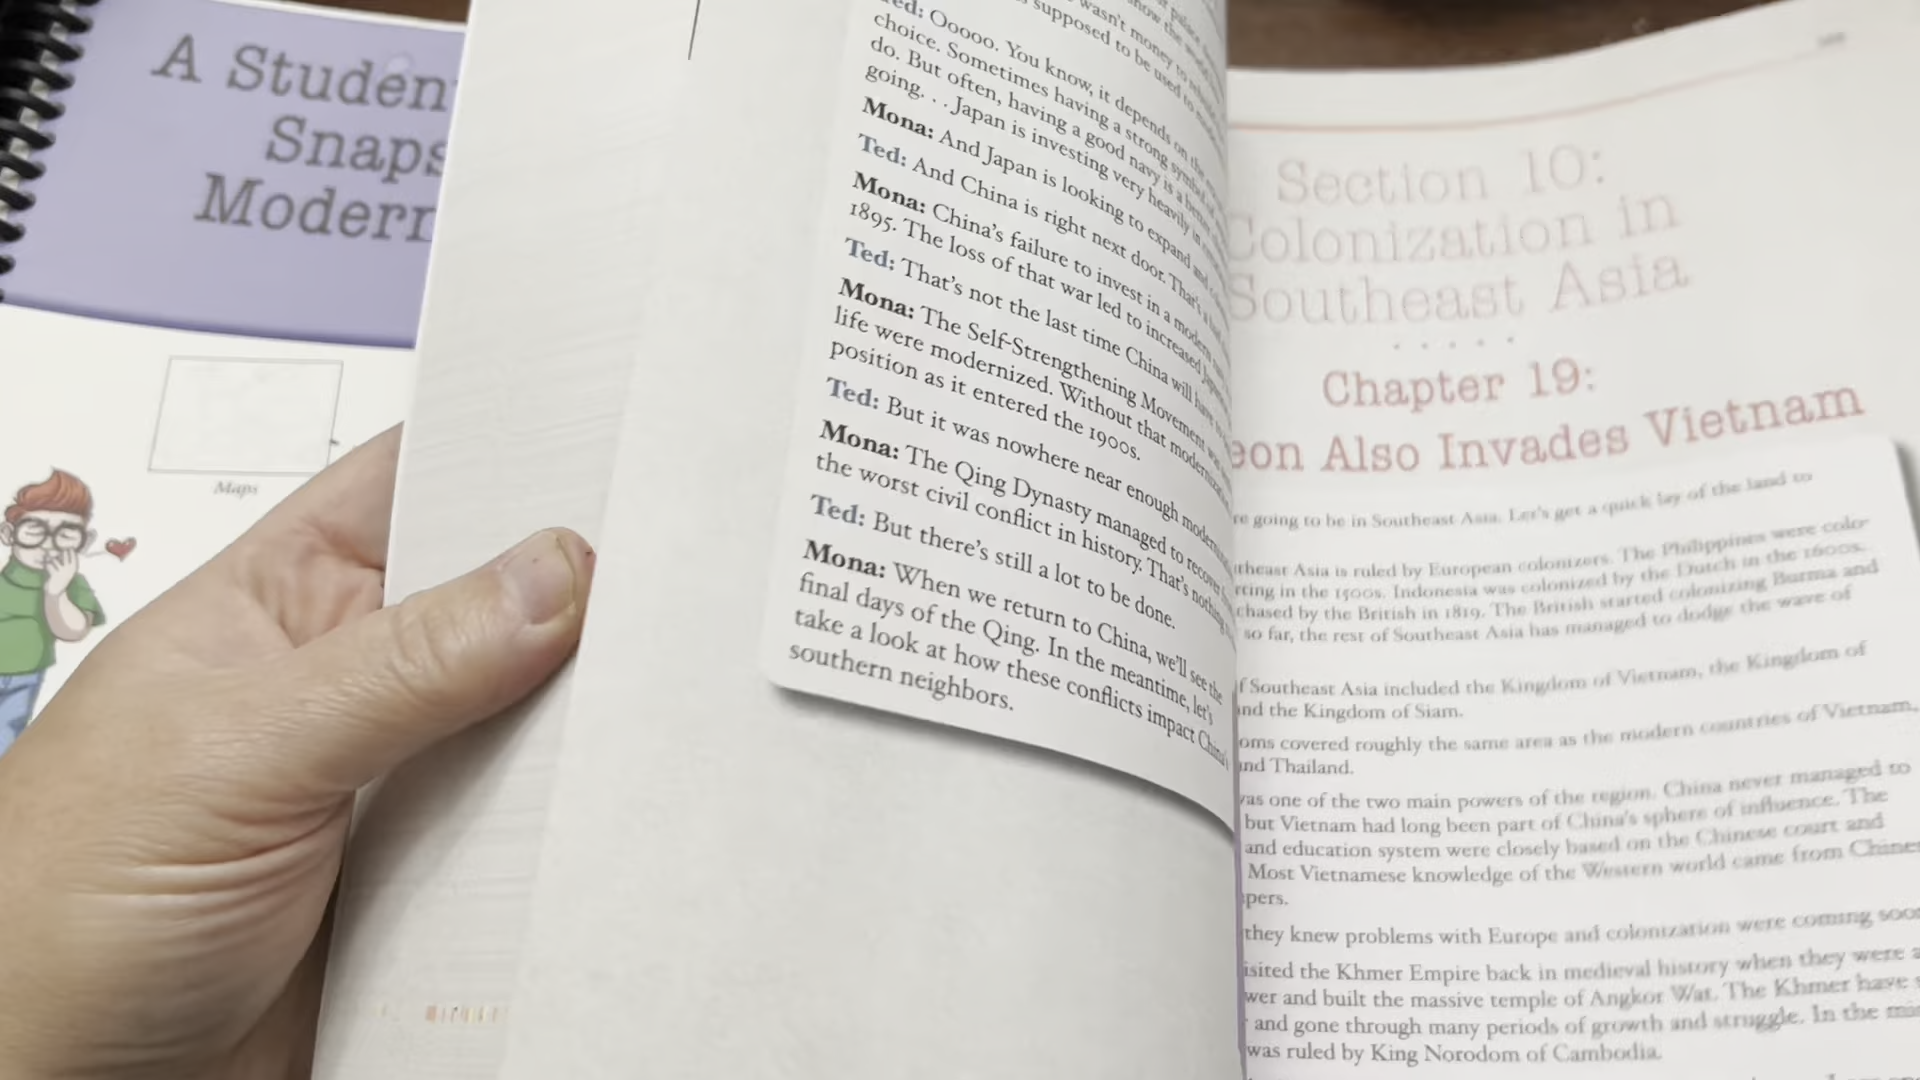 A Studen
Snaps
Modern
Maps
wasn't money to
supposed to be used to
Ted: Ooooo. You know, it depends on the
choice. Sometimes having a strong symbol
do. But often, having a good navy is a better
going. . . Japan is investing very heavily in
Mona: And Japan is looking to expand and
Ted: And China is right next door. That's a
Mona: China's failure to invest in a modern
1895. The loss of that war led to increased
Ted: That's not the last time China will have
Mona: The Self-Strengthening Movement
life were modernized. Without that modernization
position as it entered the 1900s.
Ted: But it was nowhere near enough
Mona: The Qing Dynasty managed to recover
the worst civil conflict in history. That's nothing
Ted: But there's still a lot to be done.
Mona: When we return to China, we'll see the
final days of the Qing. In the meantime, let's
take a look at how these conflicts impact China's
southern neighbors.
Section 10:
Colonization in
Southeast Asia
Chapter 19:
eon Also Invades Vietnam
re going to be in Southeast Asia. Let's get a quick lay of the land to
theast Asia is ruled by European colonizers. The Philippines were colo
rting in the 1500s. Indonesia was colonized by the Dutch in the 1600s.
chased by the British in 1819. The British started colonizing Burma and
so far, the rest of Southeast Asia has managed to dodge the wave of
f Southeast Asia included the Kingdom of Vietnam, the Kingdom of
nd the Kingdom of Siam.
oms covered roughly the same area as the modern countries of Vietnam,
nd Thailand.
as one of the two main powers of the region. China never managed to
but Vietnam had long been part of China's sphere of influence. The
and education system were closely based on the Chinese court and
Most Vietnamese knowledge of the Western world came from Chines
pers.
they knew problems with Europe and colonization were coming soon
isited the Khmer Empire back in medieval history when they were a
wer and built the massive temple of Angkor Wat. The Khmer have
and gone through many periods of growth and struggle. In the
was ruled by King Norodom of Cambodia.